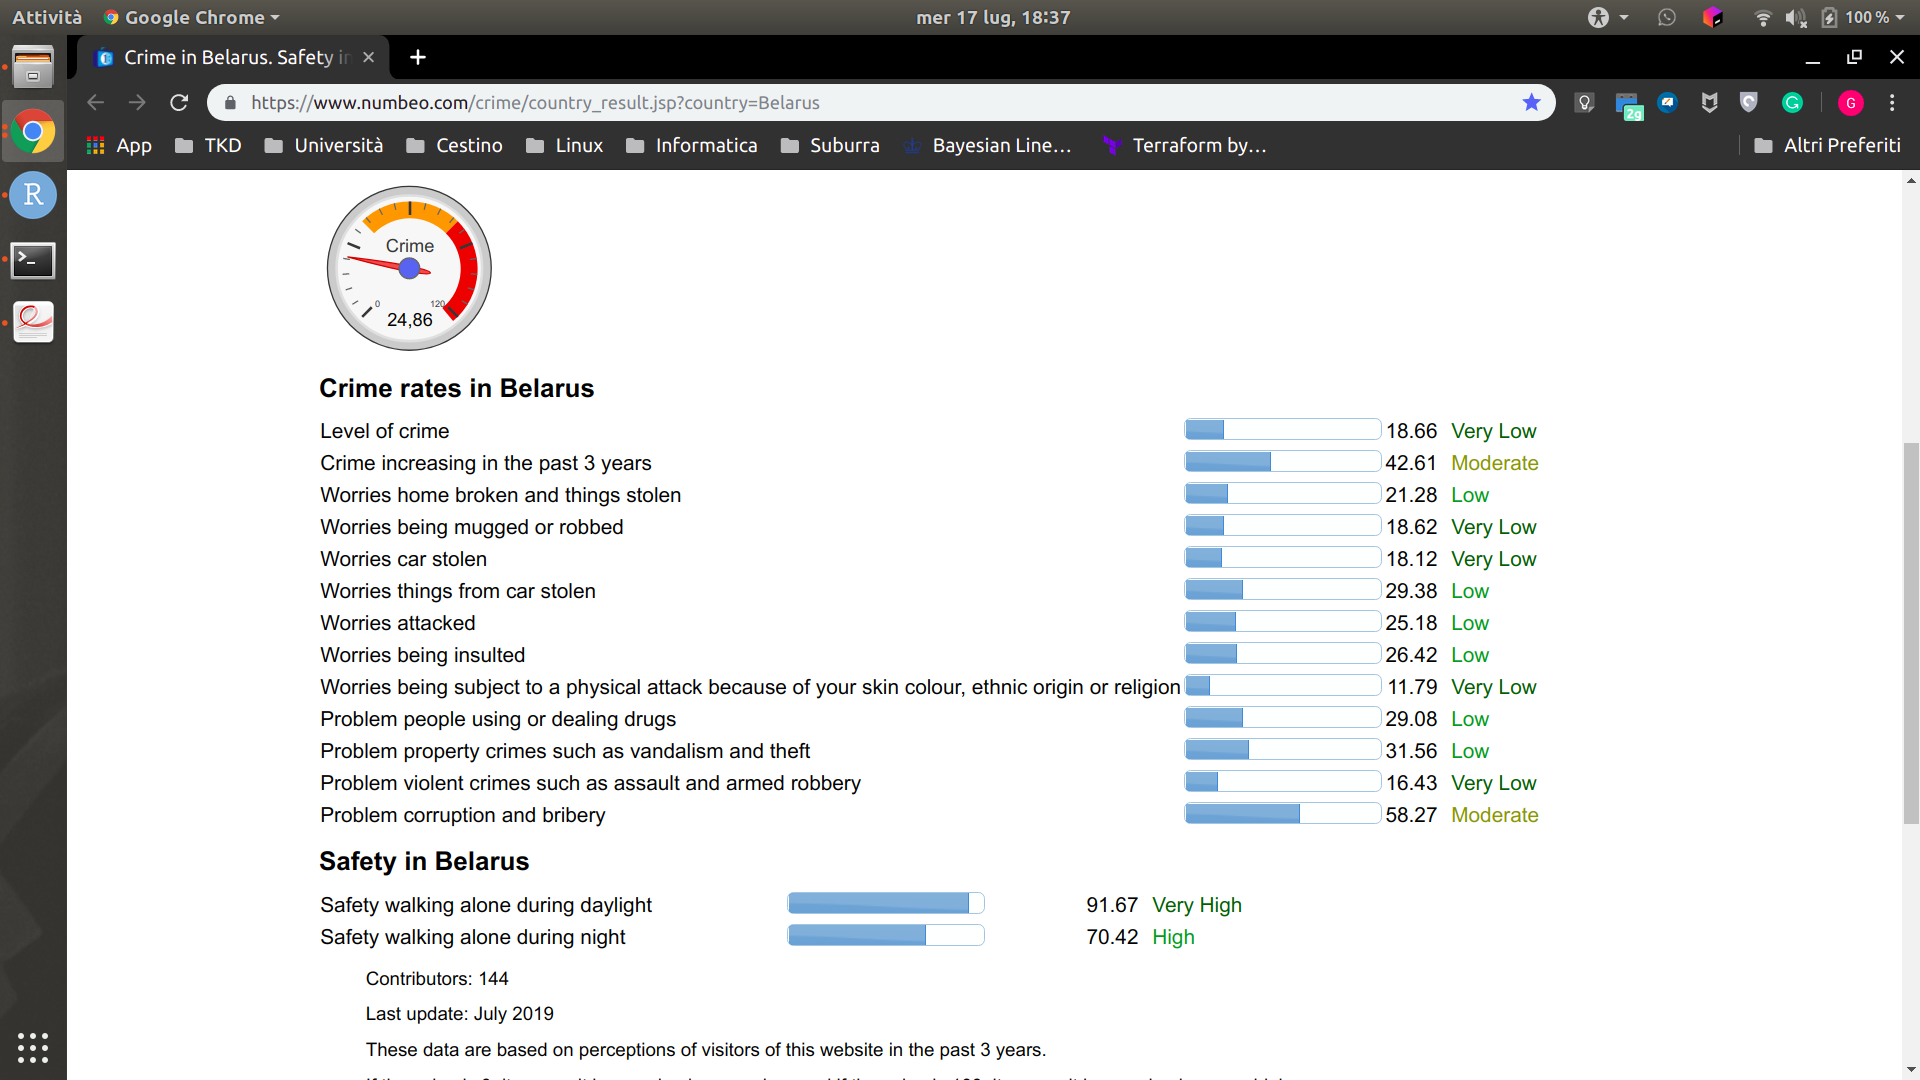 Attività Google Chrome mer 17 lug, 18:37 100 %
Crime in Belarus. Safety in
https://www.numbeo.com/crime/country_result.jsp?country=Belarus 2g G
App TKD Università Cestino Linux Informatica Suburra Bayesian Line… Terraform by… Altri Preferiti
Crime
0 120
24,86
Crime rates in Belarus
Level of crime 18.66 Very Low
Crime increasing in the past 3 years 42.61 Moderate
Worries home broken and things stolen 21.28 Low
Worries being mugged or robbed 18.62 Very Low
Worries car stolen 18.12 Very Low
Worries things from car stolen 29.38 Low
Worries attacked 25.18 Low
Worries being insulted 26.42 Low
Worries being subject to a physical attack because of your skin colour, ethnic origin or religion 11.79 Very Low
Problem people using or dealing drugs 29.08 Low
Problem property crimes such as vandalism and theft 31.56 Low
Problem violent crimes such as assault and armed robbery 16.43 Very Low
Problem corruption and bribery 58.27 Moderate
Safety in Belarus
Safety walking alone during daylight 91.67 Very High
Safety walking alone during night 70.42 High
Contributors: 144
Last update: July 2019
These data are based on perceptions of visitors of this website in the past 3 years.